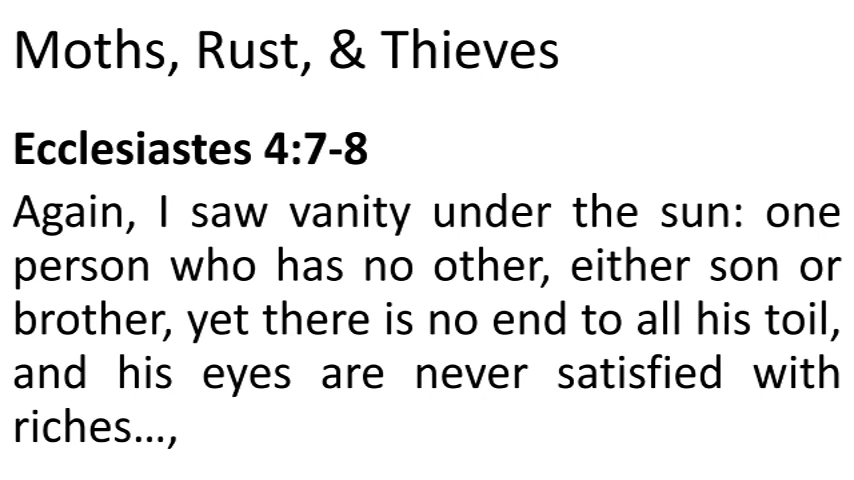 Moths, Rust, & Thieves
Ecclesiastes 4:7-8
Again, I saw vanity under the sun: one
person who has no other, either son or
brother, yet there is no end to all his toil,
and his eyes are never satisfied with
riches…,